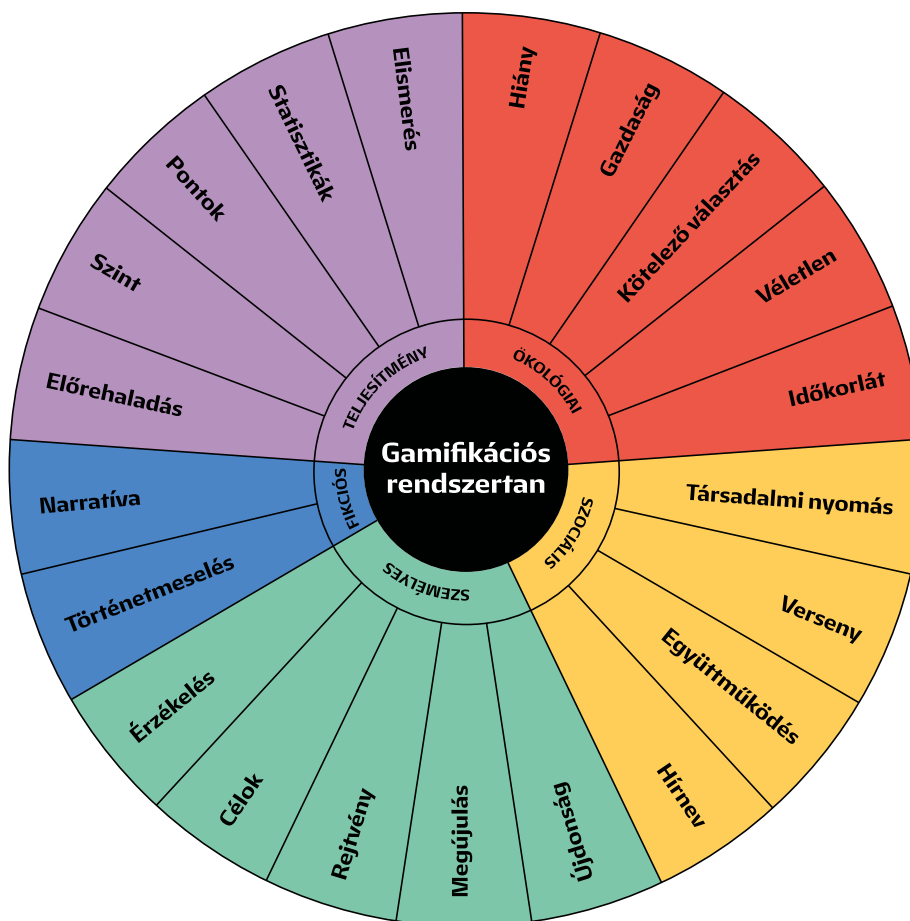 Gamifikációs
rendszertan
ÖKOLÓGIAI
Hiány
Gazdaság
Kötelező választás
Véletlen
Időkorlát
SZOCIÁLIS
Társadalmi nyomás
Verseny
Együttműködés
Hírnev
SZEMÉLYES
Újdonság
Megújulás
Rejtvény
Célok
Érzékelés
FIKCIÓS
Történetmeselés
Narratíva
TELJESÍTMÉNY
Előrehaladás
Szint
Pontok
Statisztikák
Elismerés